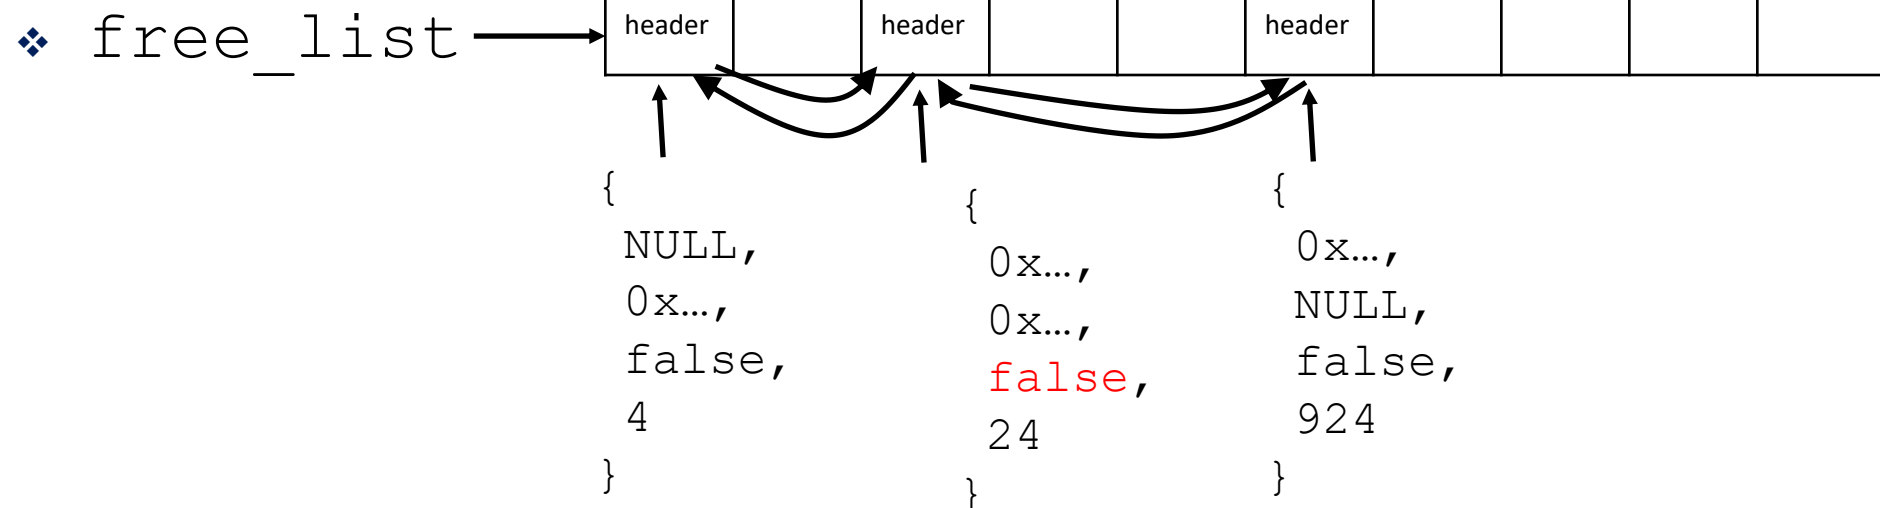 ❖ free_list
header header header
{
NULL,
0x…,
false,
4
}
{
0x…,
0x…,
false,
24
}
{
0x…,
NULL,
false,
924
}